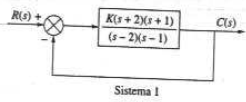 R(s) + K(s + 2)(s + 1) C(s)
(s − 2)(s − 1)
−
Sistema 1